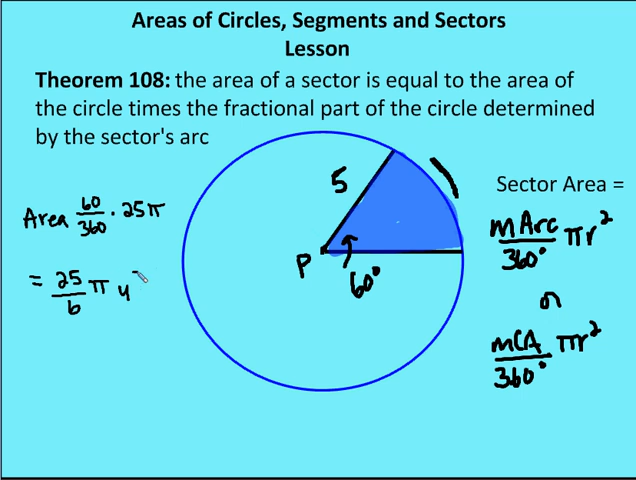 Areas of Circles, Segments and Sectors
Lesson
Theorem 108: the area of a sector is equal to the area of
the circle times the fractional part of the circle determined
by the sector's arc
5
P
60°
Area 60/360 · 25π
= 25/6 π u
Sector Area =
mArc/360° πr²
or
mCA/360° πr²